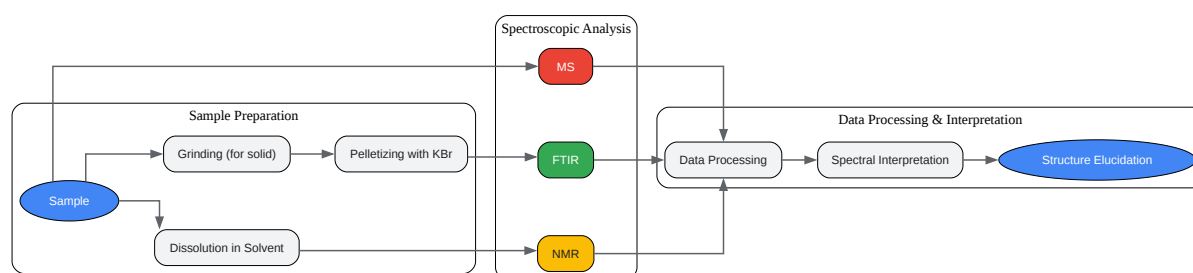 Spectroscopic Analysis
MS
Sample Preparation
Data Processing & Interpretation
Grinding (for solid)
Pelletizing with KBr
FTIR
Data Processing
Spectral Interpretation
Structure Elucidation
Sample
Dissolution in Solvent
NMR